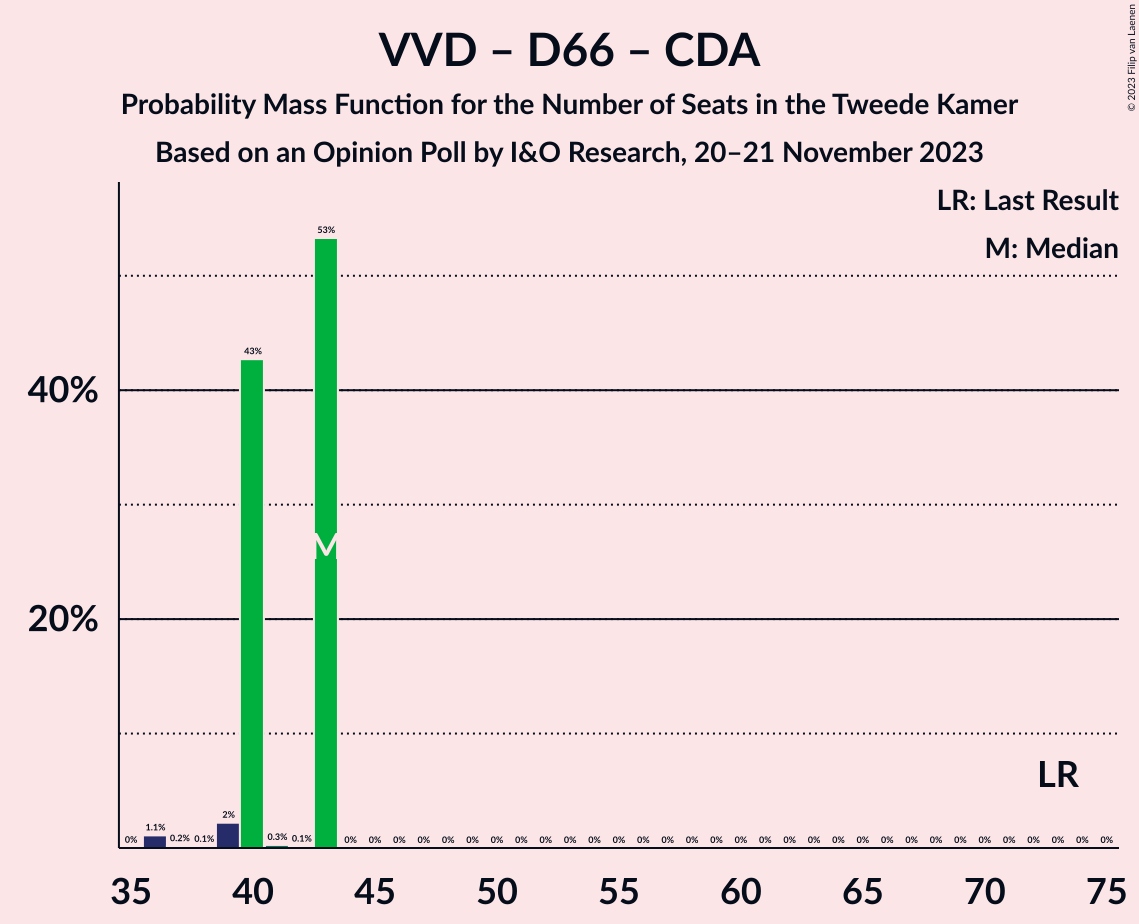 VVD – D66 – CDA
Probability Mass Function for the Number of Seats in the Tweede Kamer
Based on an Opinion Poll by I&O Research, 20–21 November 2023
© 2023 Filip van Laenen
LR: Last Result
M: Median
40%
20%
0% 1.1% 0.2% 0.1% 2% 43% 0.3% 0.1% 53% 0% 0% 0% 0% 0% 0% 0% 0% 0% 0% 0% 0% 0% 0% 0% 0% 0% 0% 0% 0% 0% 0% 0% 0% 0% 0% 0% 0% 0% 0% 0% 0%
M
LR
35 40 45 50 55 60 65 70 75